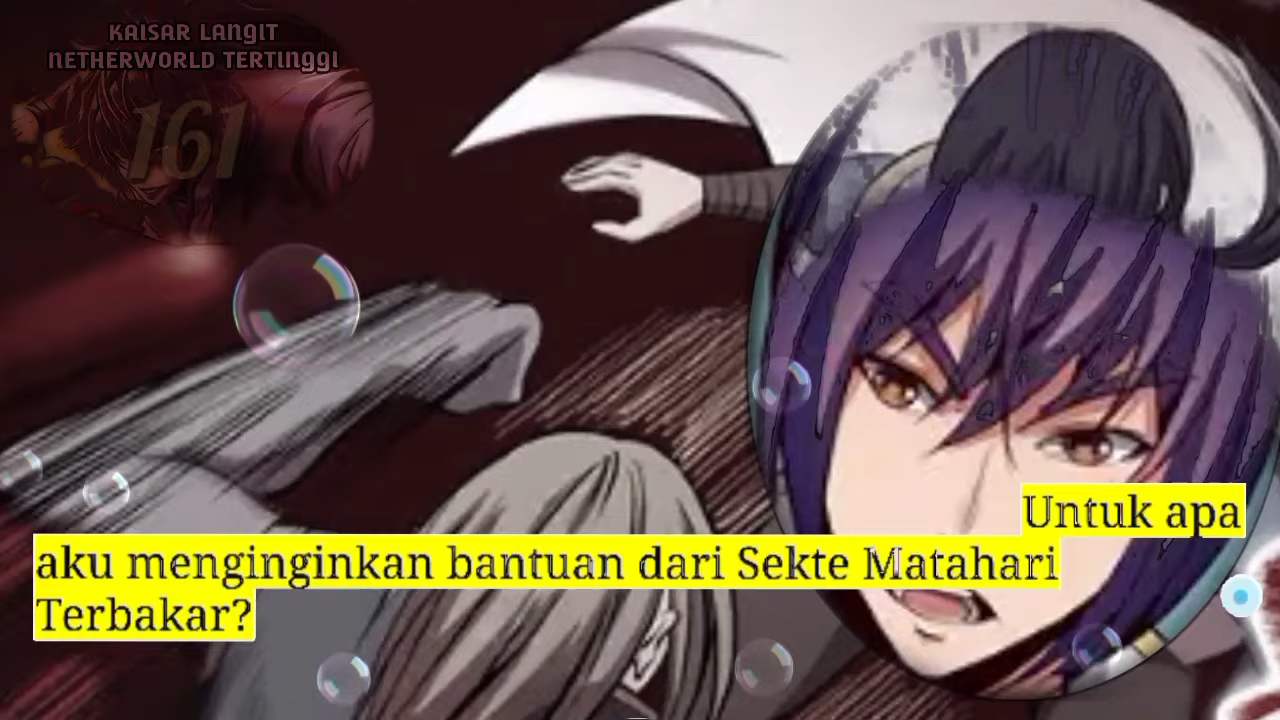 KAISAR LANGIT
NETHERWORLD TERTINGGI
161
Untuk apa
aku menginginkan bantuan dari Sekte Matahari
Terbakar?